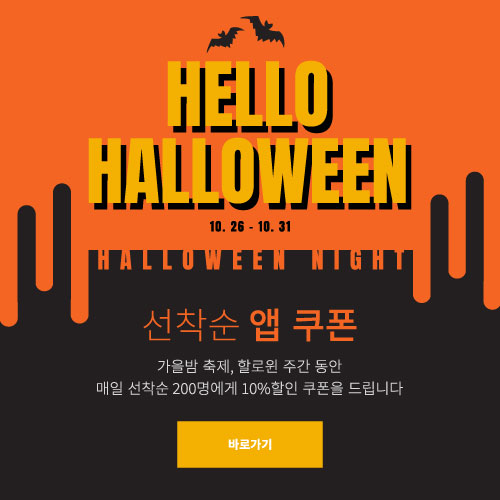 HELLO
HALLOWEEN
10. 26 - 10. 31
HALLOWEEN NIGHT
선착순 앱 쿠폰
가을밤 축제, 할로윈 주간 동안
매일 선착순 200명에게 10%할인 쿠폰을 드립니다
바로가기